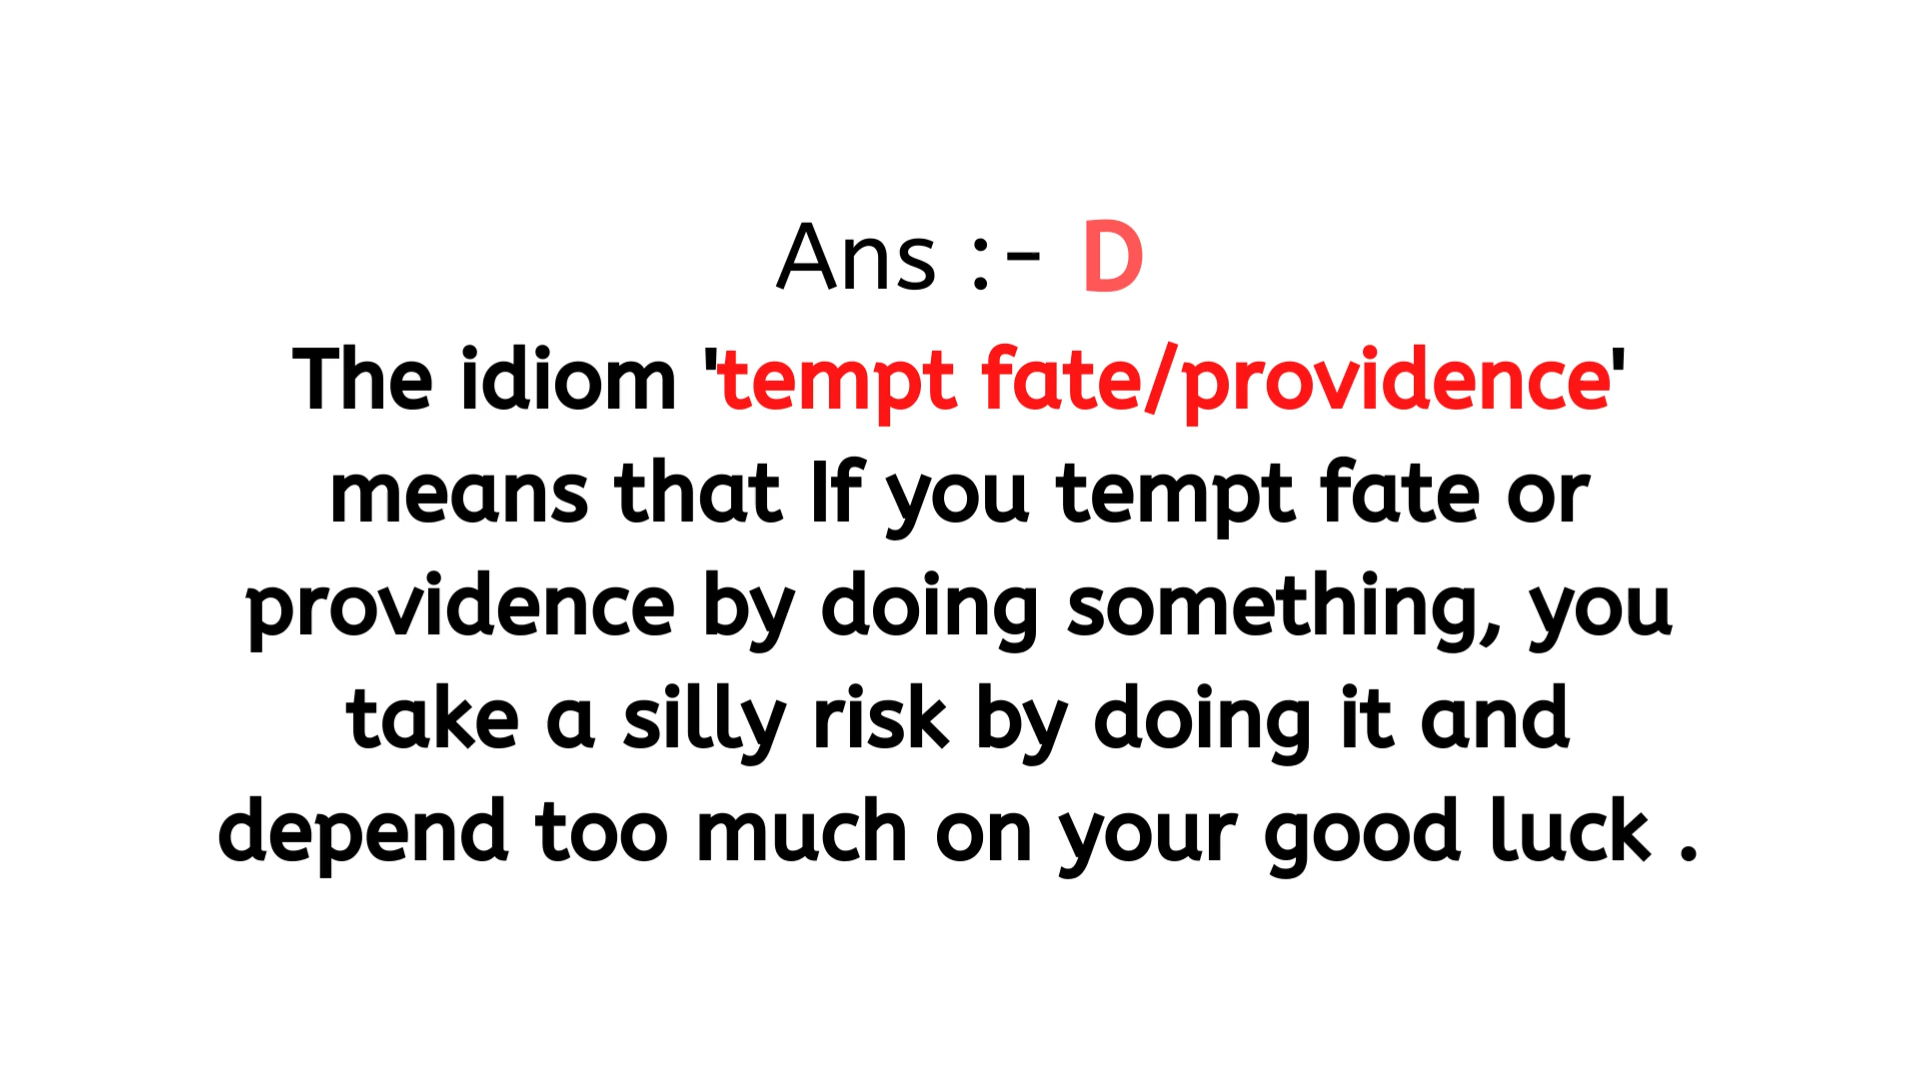 Ans :- D
The idiom 'tempt fate/providence'
means that If you tempt fate or
providence by doing something, you
take a silly risk by doing it and
depend too much on your good luck .